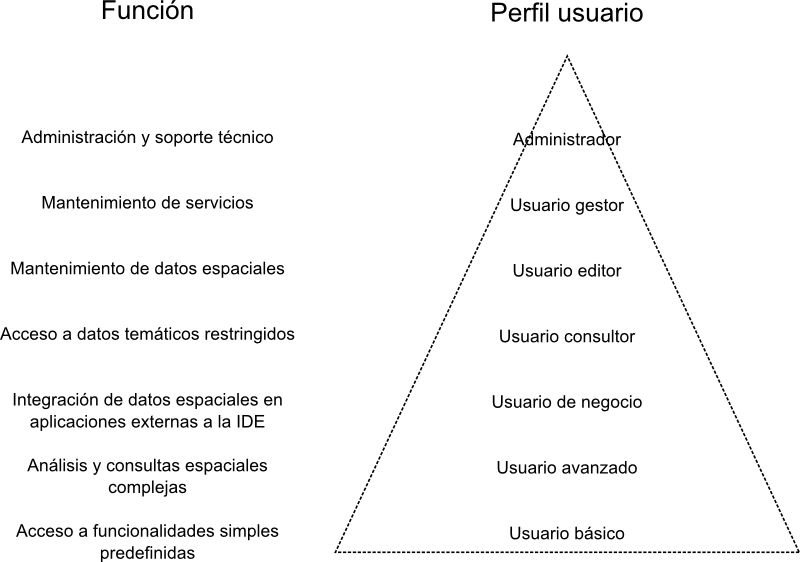 Función
Perfil usuario
Administración y soporte técnico
Administrador
Mantenimiento de servicios
Usuario gestor
Mantenimiento de datos espaciales
Usuario editor
Acceso a datos temáticos restringidos
Usuario consultor
Integración de datos espaciales en
aplicaciones externas a la IDE
Usuario de negocio
Análisis y consultas espaciales
complejas
Usuario avanzado
Acceso a funcionalidades simples
predefinidas
Usuario básico